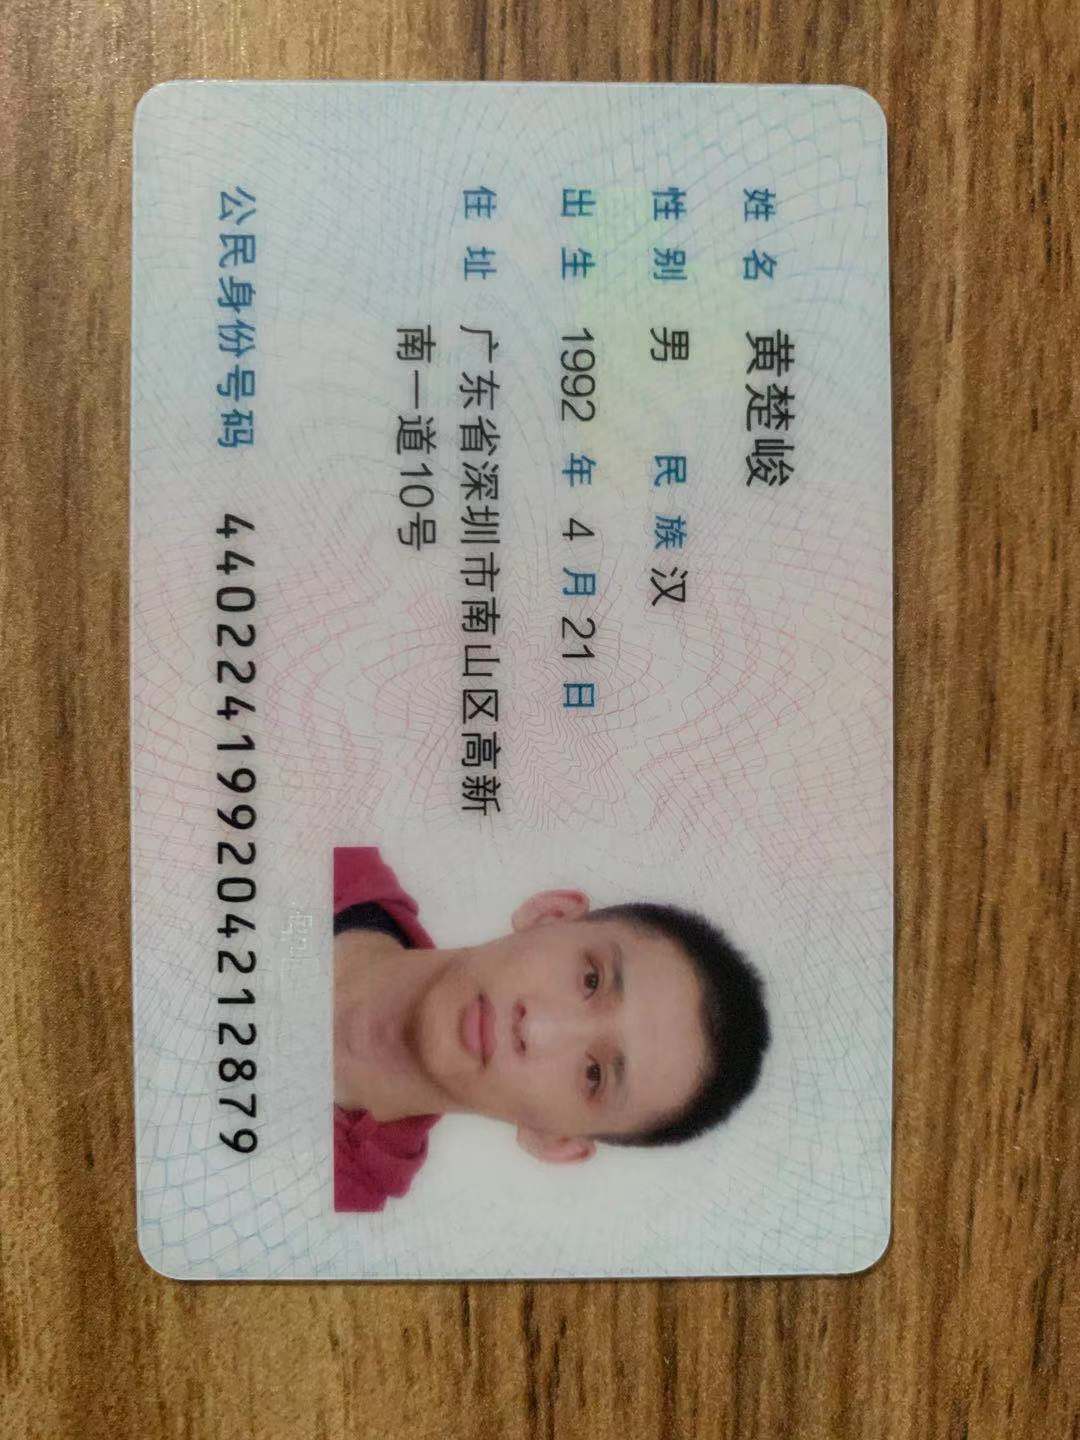 姓名 黄楚峻
性别 男 民族 汉
出生 1992 年 4 月 21 日
住址 广东省深圳市南山区高新
南一道10号
公民身份号码 440224199204212879